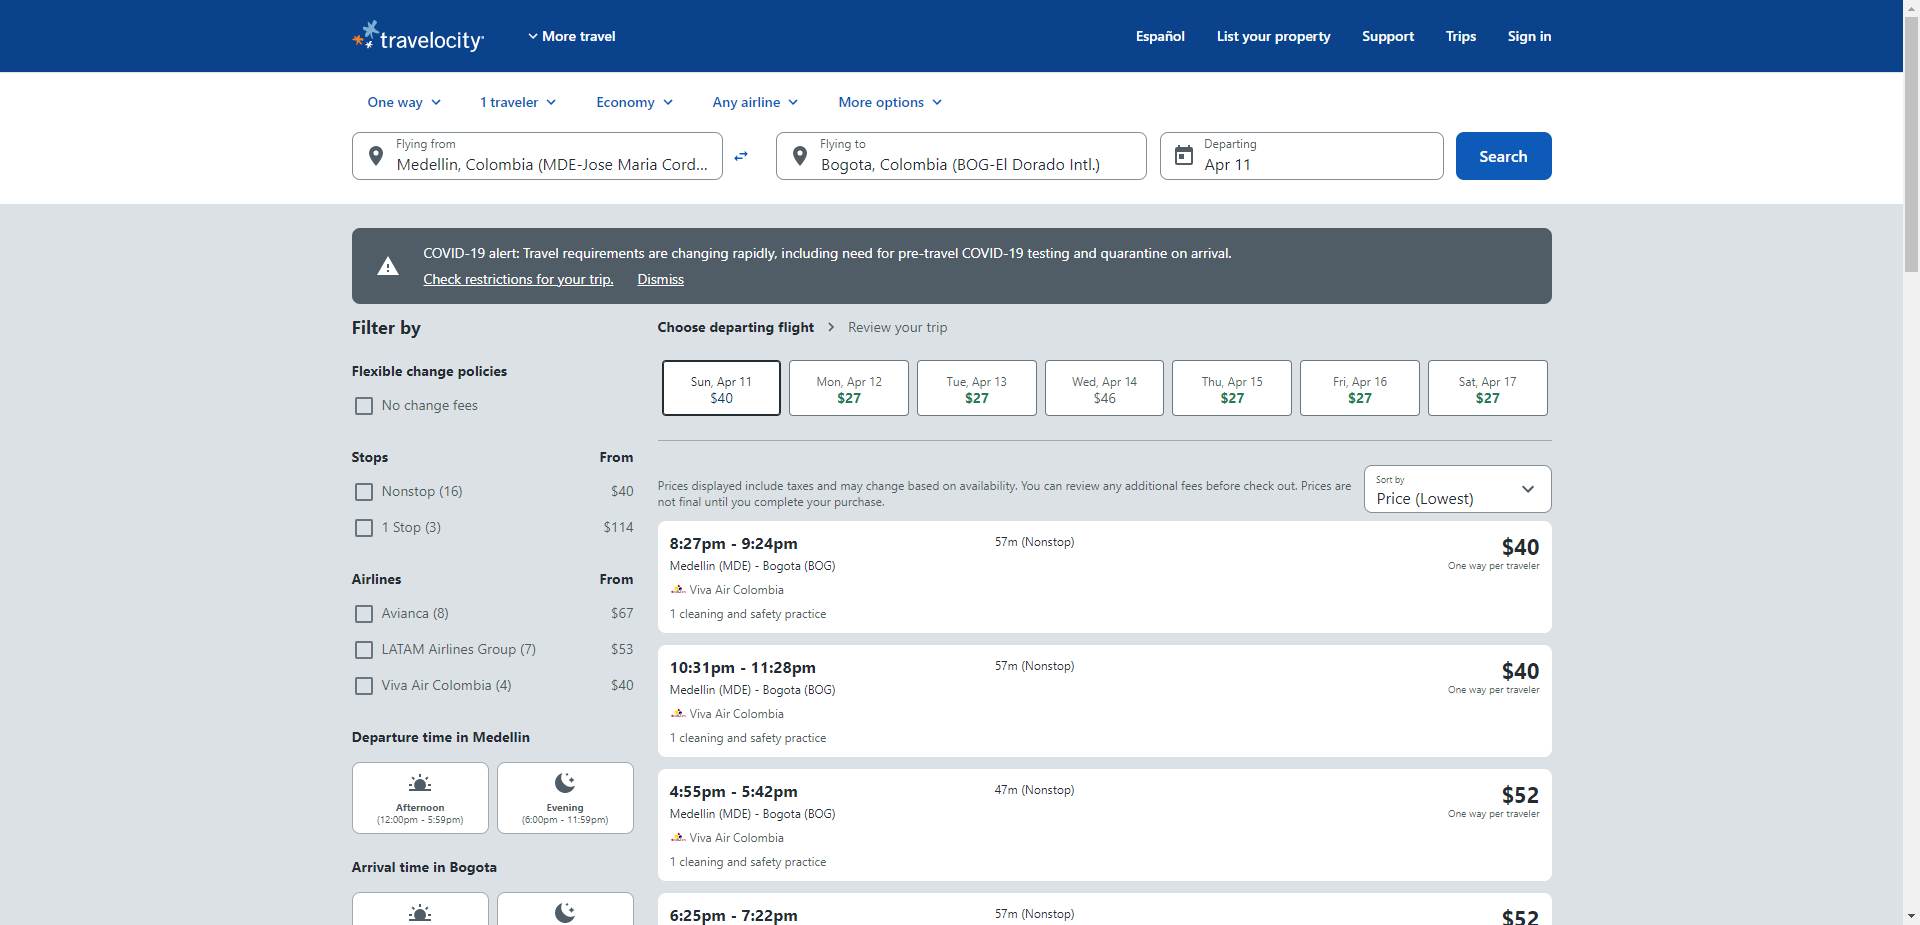 travelocity
More travel
Español
List your property
Support
Trips
Sign in
One way
1 traveler
Economy
Any airline
More options
Flying from
Medellin, Colombia (MDE-Jose Maria Cord...
Flying to
Bogota, Colombia (BOG-El Dorado Intl.)
Departing
Apr 11
Search
COVID-19 alert: Travel requirements are changing rapidly, including need for pre-travel COVID-19 testing and quarantine on arrival.
Check restrictions for your trip.
Dismiss
Filter by
Flexible change policies
No change fees
Stops From
Nonstop (16) $40
1 Stop (3) $114
Airlines From
Avianca (8) $67
LATAM Airlines Group (7) $53
Viva Air Colombia (4) $40
Departure time in Medellin
Afternoon
(12:00pm - 5:59pm)
Evening
(6:00pm - 11:59pm)
Arrival time in Bogota
Choose departing flight
Review your trip
Sun, Apr 11
$40
Mon, Apr 12
$27
Tue, Apr 13
$27
Wed, Apr 14
$46
Thu, Apr 15
$27
Fri, Apr 16
$27
Sat, Apr 17
$27
Prices displayed include taxes and may change based on availability. You can review any additional fees before check out. Prices are
not final until you complete your purchase.
Sort by
Price (Lowest)
8:27pm - 9:24pm
Medellin (MDE) - Bogota (BOG)
Viva Air Colombia
1 cleaning and safety practice
57m (Nonstop)
$40
One way per traveler
10:31pm - 11:28pm
Medellin (MDE) - Bogota (BOG)
Viva Air Colombia
1 cleaning and safety practice
57m (Nonstop)
$40
One way per traveler
4:55pm - 5:42pm
Medellin (MDE) - Bogota (BOG)
Viva Air Colombia
1 cleaning and safety practice
47m (Nonstop)
$52
One way per traveler
6:25pm - 7:22pm
57m (Nonstop)
$52